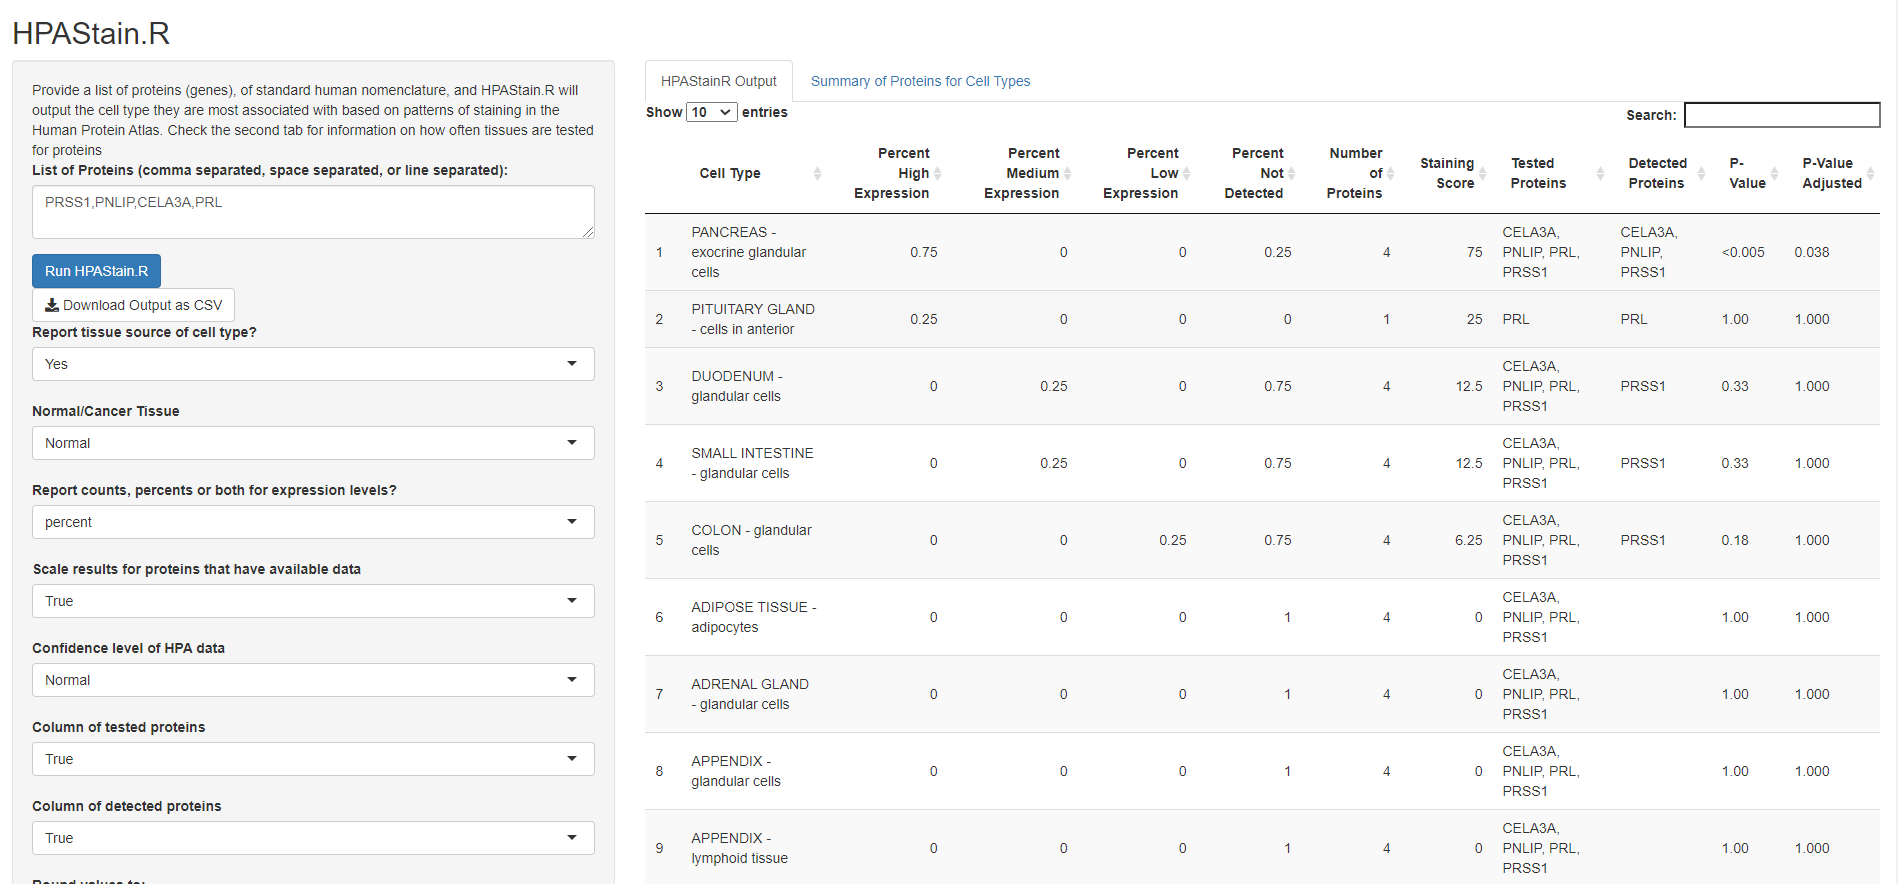 HPAStain.R
Provide a list of proteins (genes), of standard human nomenclature, and HPAStain.R will
output the cell type they are most associated with based on patterns of staining in the
Human Protein Atlas. Check the second tab for information on how often tissues are tested
for proteins
List of Proteins (comma separated, space separated, or line separated):
PRSS1,PNLIP,CELA3A,PRL
Run HPAStain.R
Download Output as CSV
Report tissue source of cell type?
Yes
Normal/Cancer Tissue
Normal
Report counts, percents or both for expression levels?
percent
Scale results for proteins that have available data
True
Confidence level of HPA data
Normal
Column of tested proteins
True
Column of detected proteins
True
Round values to:
HPAStainR Output
Summary of Proteins for Cell Types
Show 10 entries
Search:
Cell Type
Percent
High
Expression
Percent
Medium
Expression
Percent
Low
Expression
Percent
Not
Detected
Number
of
Proteins
Staining
Score
Tested
Proteins
Detected
Proteins
P-
Value
P-Value
Adjusted
1
PANCREAS -
exocrine glandular
cells
0.75
0
0
0.25
4
75
CELA3A,
PNLIP, PRL,
PRSS1
CELA3A,
PNLIP,
PRSS1
<0.005
0.038
2
PITUITARY GLAND
- cells in anterior
0.25
0
0
0
1
25
PRL
PRL
1.00
1.000
3
DUODENUM -
glandular cells
0
0.25
0
0.75
4
12.5
CELA3A,
PNLIP, PRL,
PRSS1
PRSS1
0.33
1.000
4
SMALL INTESTINE
- glandular cells
0
0.25
0
0.75
4
12.5
CELA3A,
PNLIP, PRL,
PRSS1
PRSS1
0.33
1.000
5
COLON - glandular
cells
0
0
0.25
0.75
4
6.25
CELA3A,
PNLIP, PRL,
PRSS1
PRSS1
0.18
1.000
6
ADIPOSE TISSUE -
adipocytes
0
0
0
1
4
0
CELA3A,
PNLIP, PRL,
PRSS1
1.00
1.000
7
ADRENAL GLAND
- glandular cells
0
0
0
1
4
0
CELA3A,
PNLIP, PRL,
PRSS1
1.00
1.000
8
APPENDIX -
glandular cells
0
0
0
1
4
0
CELA3A,
PNLIP, PRL,
PRSS1
1.00
1.000
9
APPENDIX -
lymphoid tissue
0
0
0
1
4
0
CELA3A,
PNLIP, PRL,
PRSS1
1.00
1.000